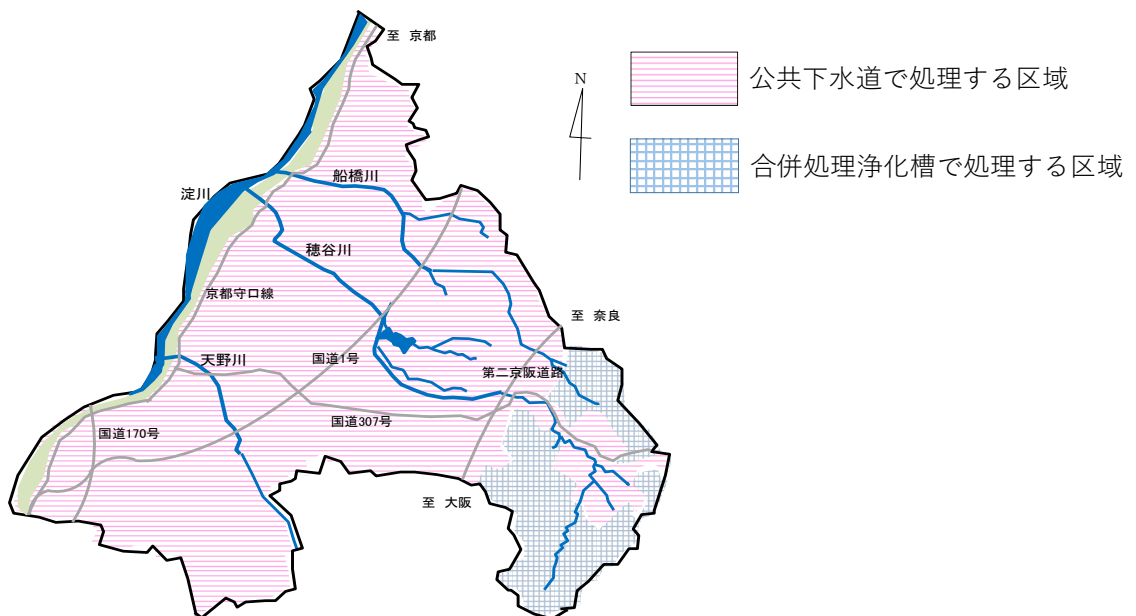 至 京都
N
公共下水道で処理する区域
合併処理浄化槽で処理する区域
船橋川
淀川
穂谷川
京都守口線
至 奈良
天野川
国道1号
第二京阪道路
国道307号
国道170号
至 大阪